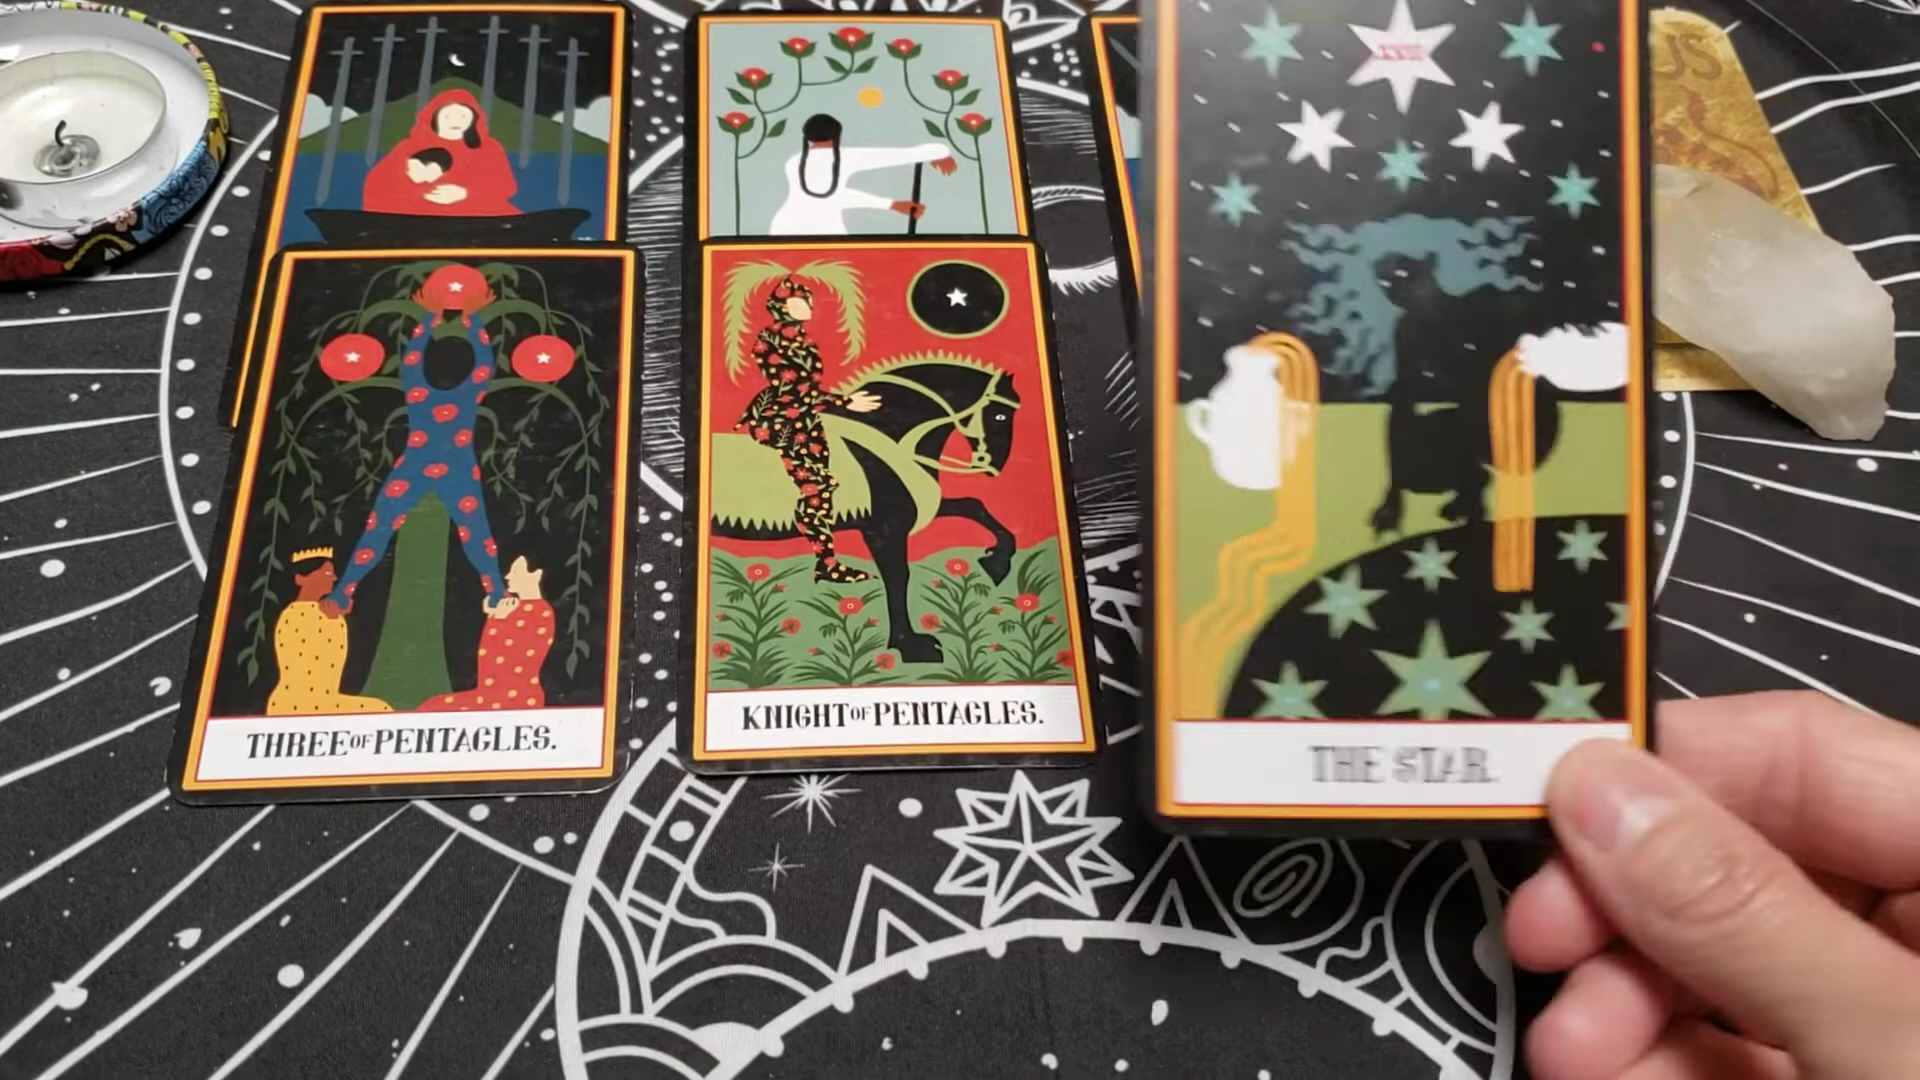 THREE OF PENTACLES.
KNIGHT OF PENTACLES.
THE STAR.